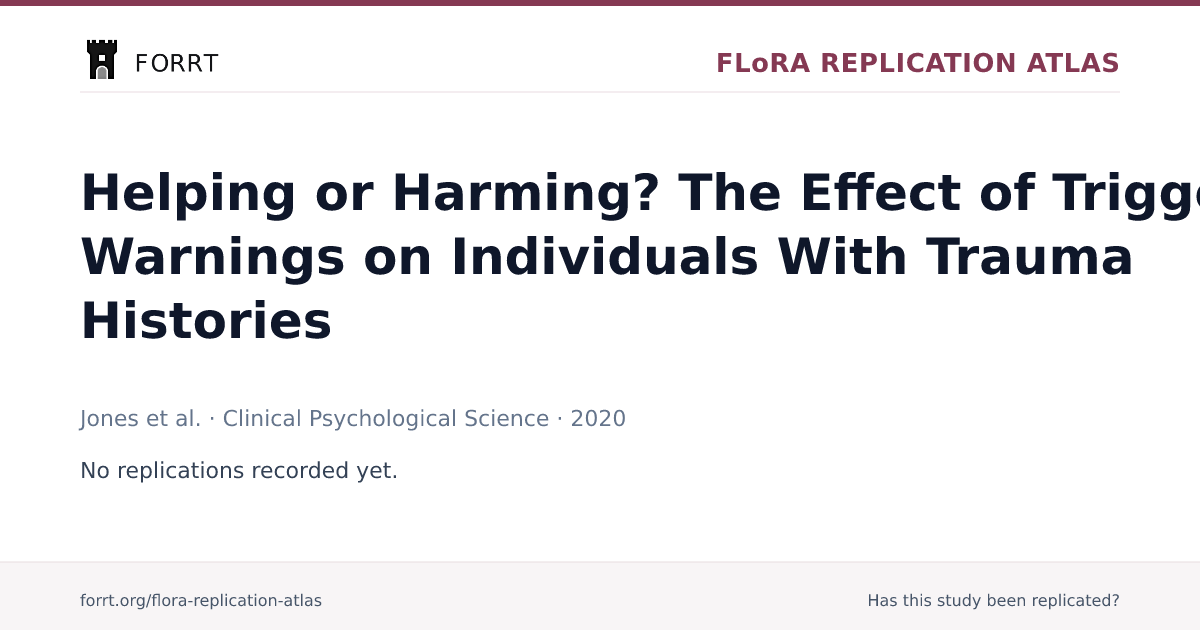 FORRT
FLoRA REPLICATION ATLAS
Helping or Harming? The Effect of Trigge
Warnings on Individuals With Trauma
Histories
Jones et al. · Clinical Psychological Science · 2020
No replications recorded yet.
forrt.org/flora-replication-atlas
Has this study been replicated?